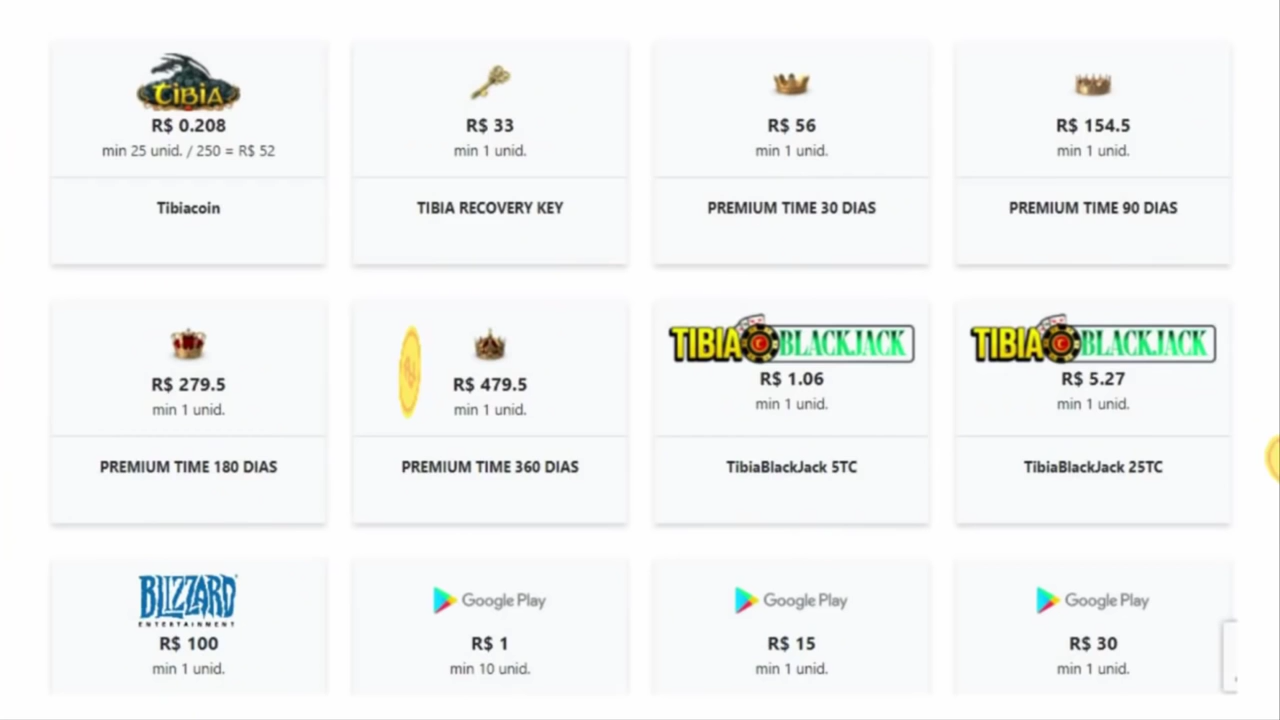 TIBIA
R$ 0.208
min 25 unid. / 250 = R$ 52
Tibiacoin
R$ 33
min 1 unid.
TIBIA RECOVERY KEY
R$ 56
min 1 unid.
PREMIUM TIME 30 DIAS
R$ 154.5
min 1 unid.
PREMIUM TIME 90 DIAS
R$ 279.5
min 1 unid.
PREMIUM TIME 180 DIAS
R$ 479.5
min 1 unid.
PREMIUM TIME 360 DIAS
TIBIA BLACKJACK
R$ 1.06
min 1 unid.
TibiaBlackJack 5TC
TIBIA BLACKJACK
R$ 5.27
min 1 unid.
TibiaBlackJack 25TC
BLIZZARD
ENTERTAINMENT
R$ 100
min 1 unid.
Google Play
R$ 1
min 10 unid.
Google Play
R$ 15
min 1 unid.
Google Play
R$ 30
min 1 unid.